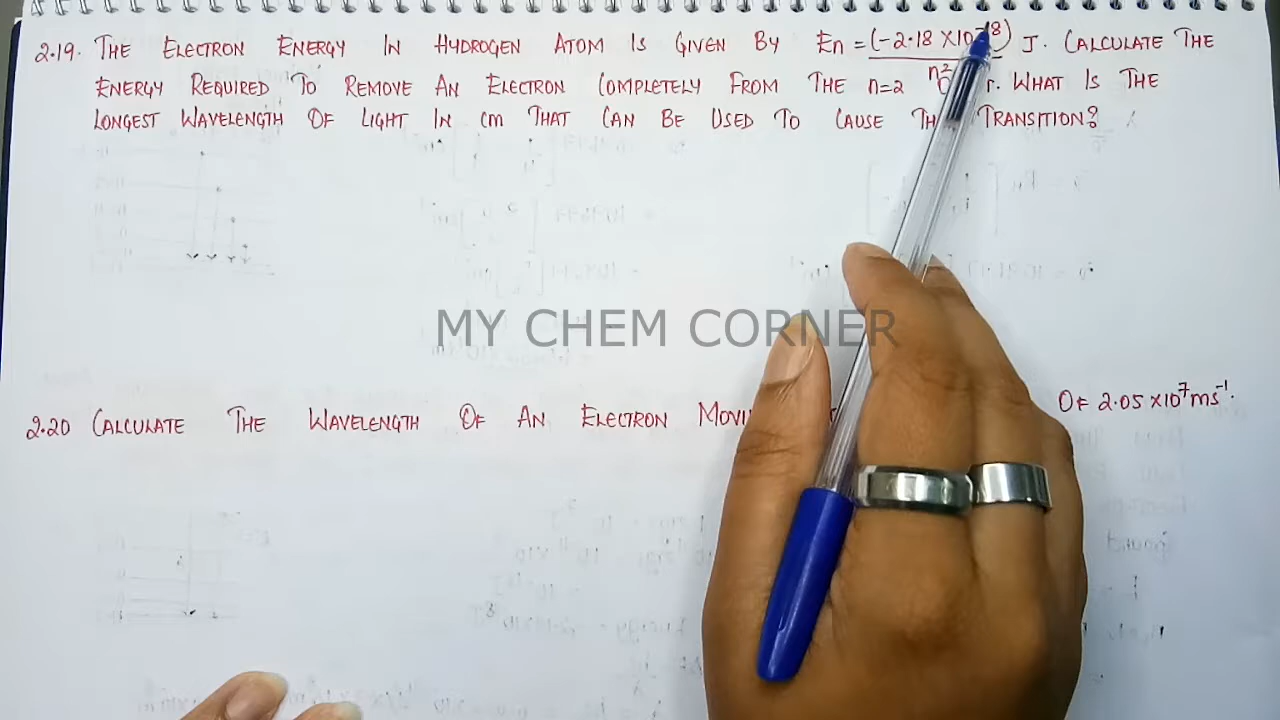 2.19. THE ELECTRON ENERGY IN HYDROGEN ATOM IS GIVEN BY En = (-2.18 X10⁻¹⁸) J. CALCULATE THE
n²
ENERGY REQUIRED TO REMOVE AN ELECTRON COMPLETELY FROM THE n=2 WHAT IS THE
LONGEST WAVELENGTH OF LIGHT IN cm THAT CAN BE USED TO CAUSE TRANSITION?
MY CHEM CORNER
2.20 CALCULATE THE WAVELENGTH OF AN ELECTRON OF 2.05 ×10⁷ms⁻¹.